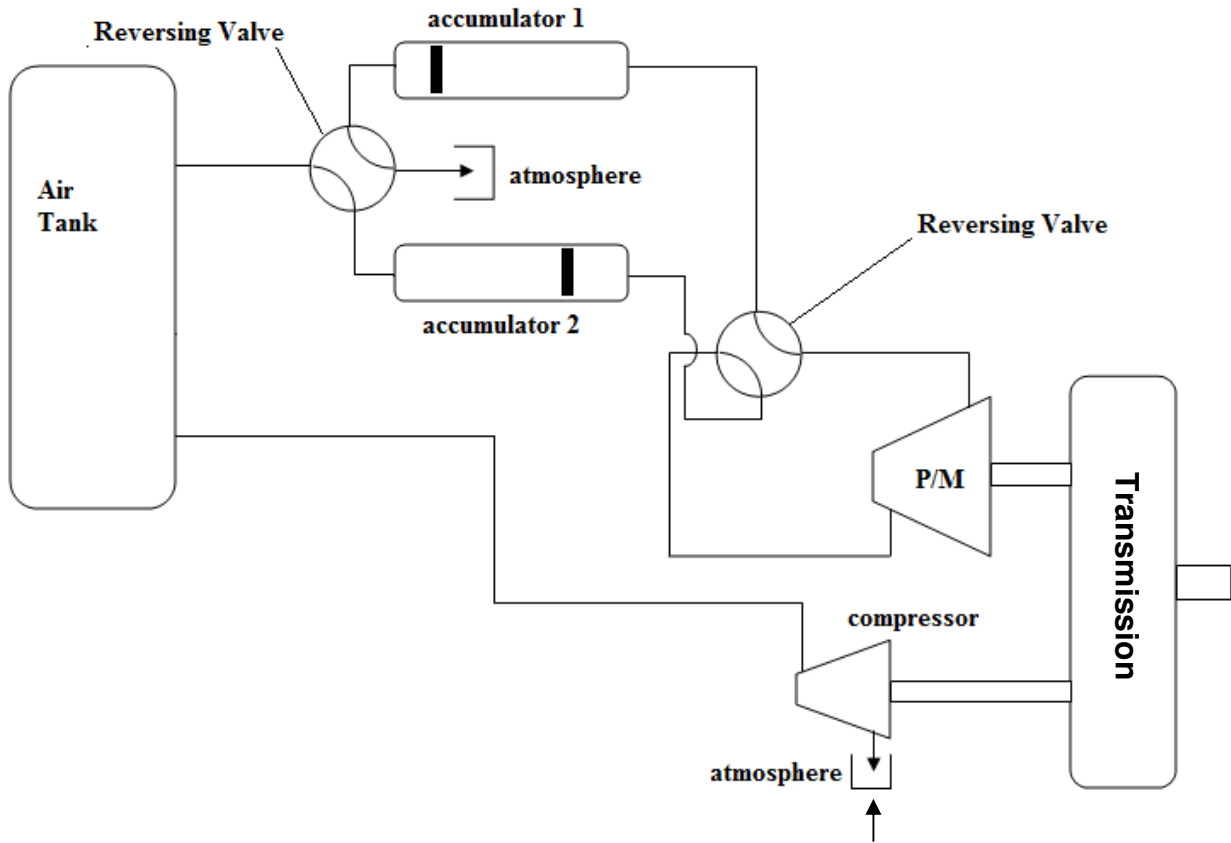 accumulator 1
Reversing Valve
Air
Tank
atmosphere
Reversing Valve
accumulator 2
P/M
Transmission
compressor
atmosphere